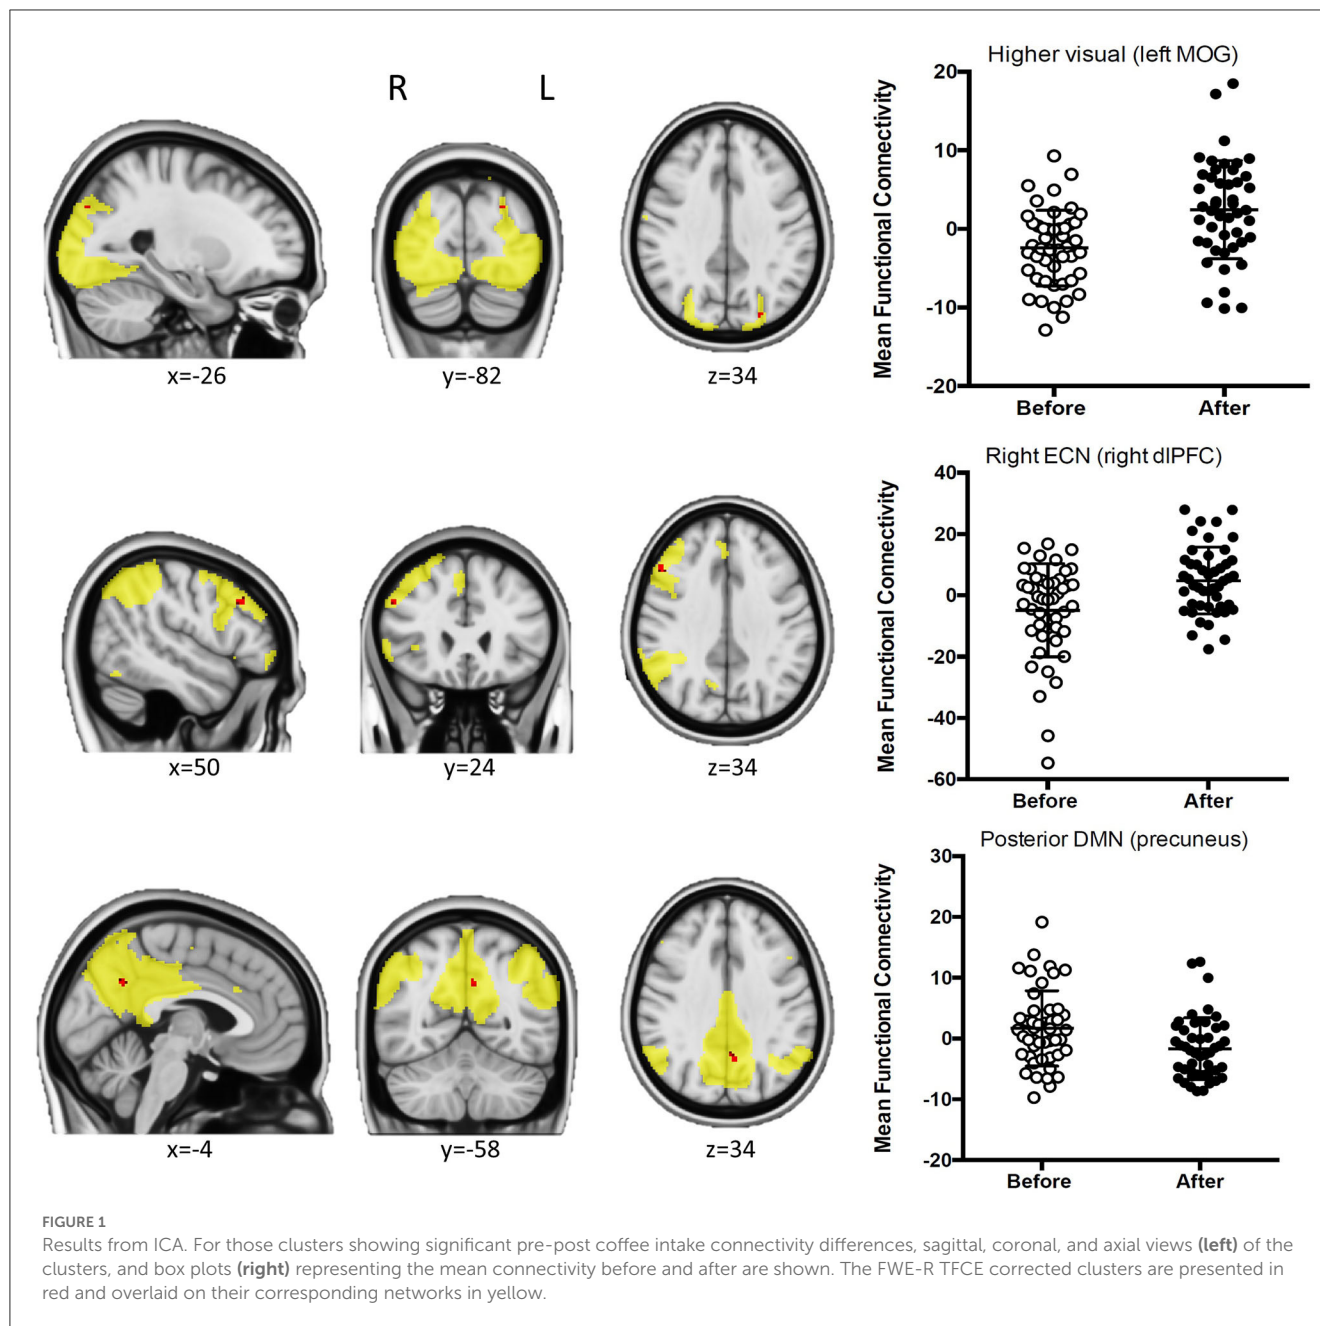 R L
x=-26
y=-82
z=34
Higher visual (left MOG)
Mean Functional Connectivity
20
10
0
-10
-20
Before After
x=50
y=24
z=34
Right ECN (right dlPFC)
Mean Functional Connectivity
40
20
0
-20
-40
-60
Before After
x=-4
y=-58
z=34
Posterior DMN (precuneus)
Mean Functional Connectivity
30
20
10
0
-10
-20
Before After
FIGURE 1
Results from ICA. For those clusters showing significant pre-post coffee intake connectivity differences, sagittal, coronal, and axial views (left) of the
clusters, and box plots (right) representing the mean connectivity before and after are shown. The FWE-R TFCE corrected clusters are presented in
red and overlaid on their corresponding networks in yellow.